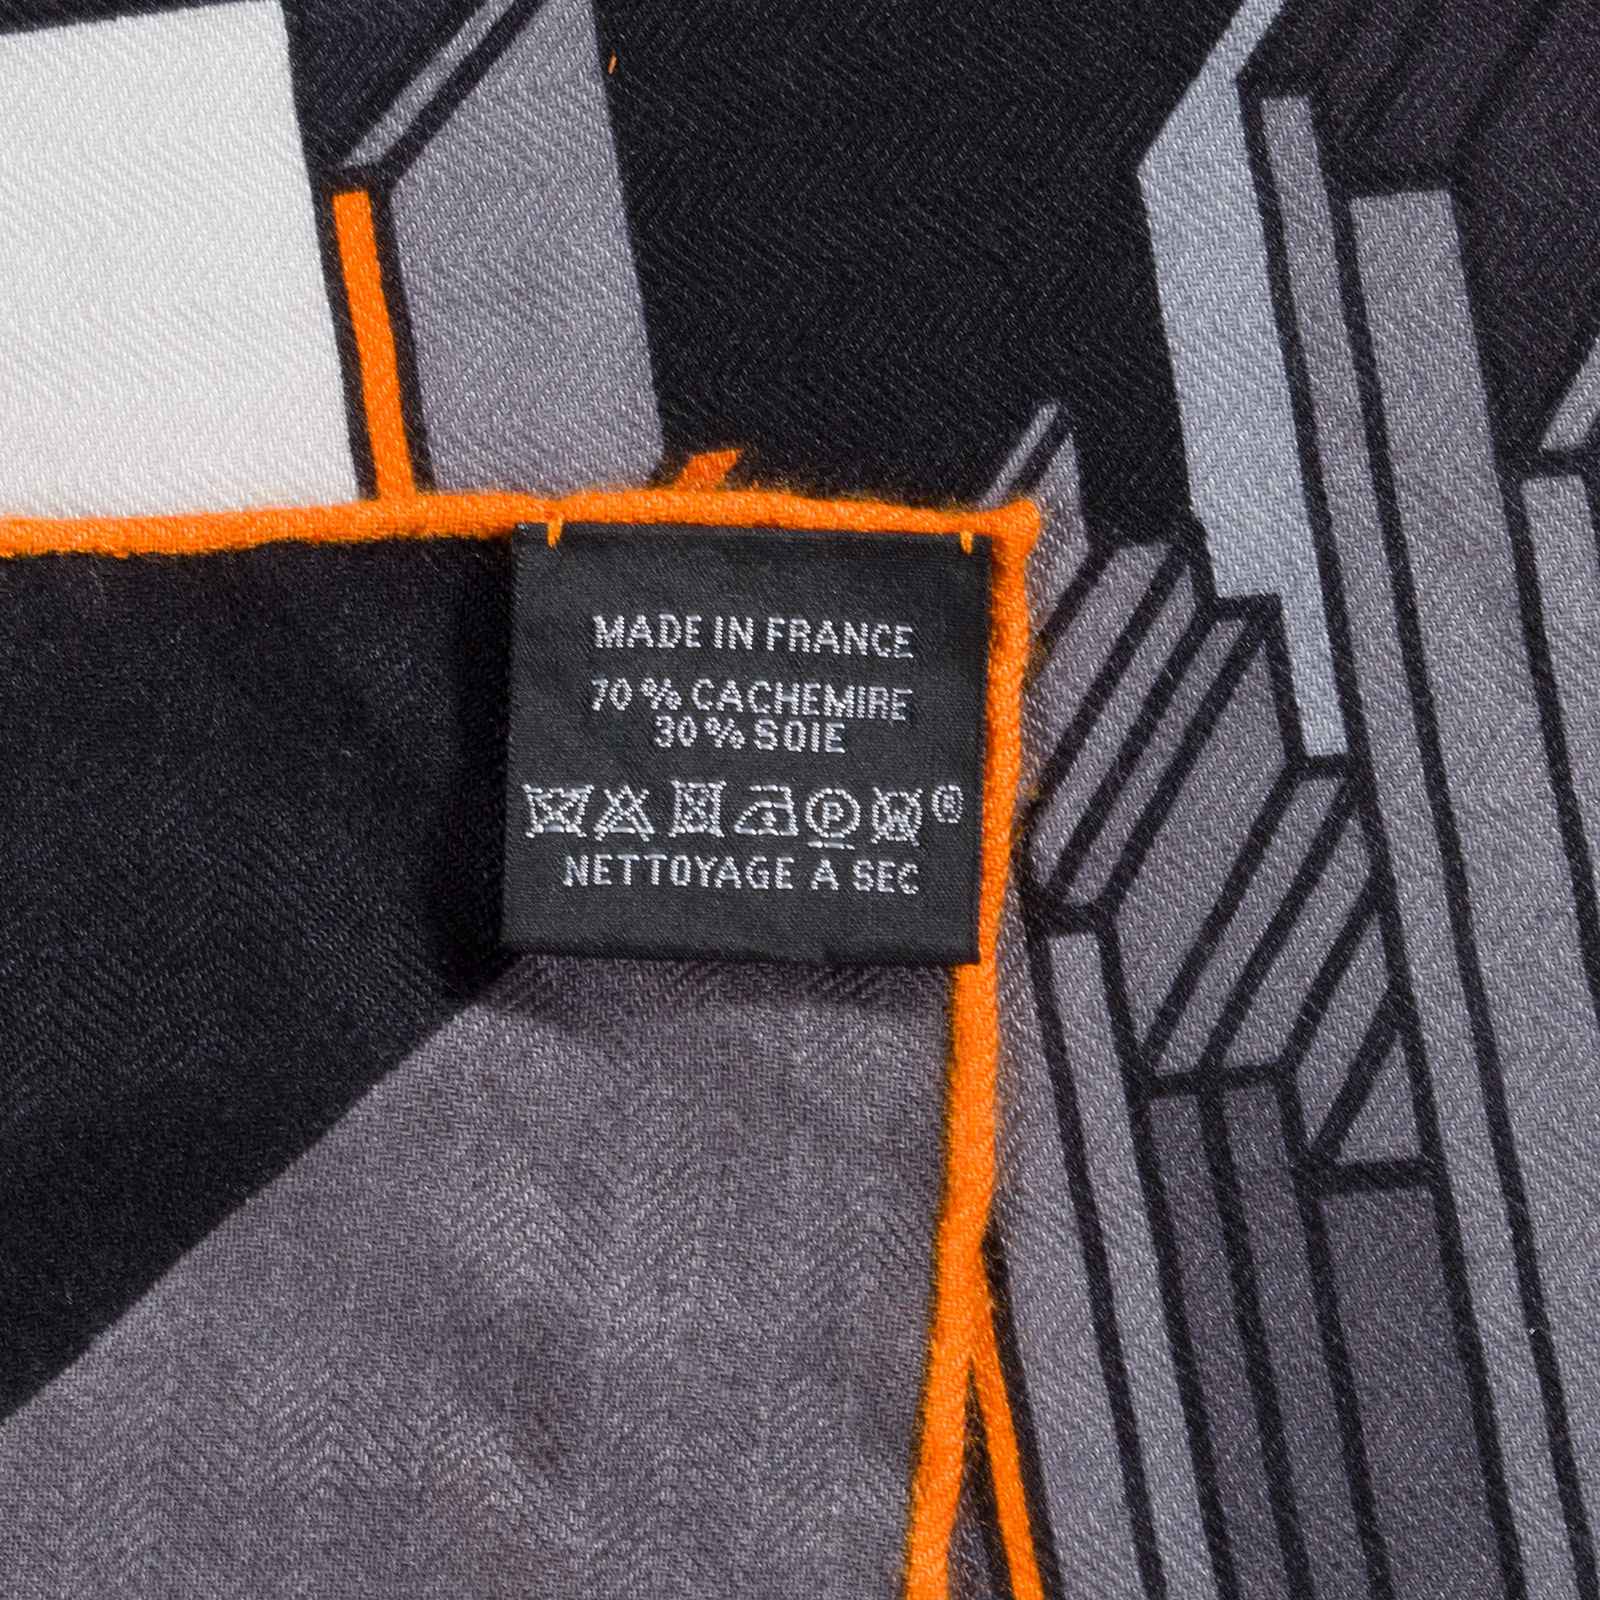 MADE IN FRANCE
70 % CACHEMIRE
30 % SOIE
P ®
NETTOYAGE A SEC